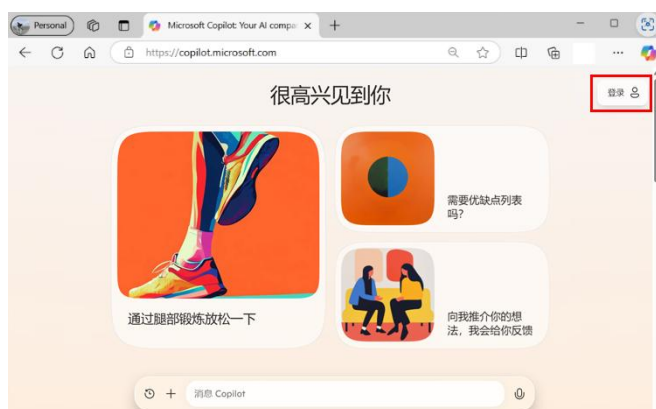 Personal
Microsoft Copilot: Your AI compa
https://copilot.microsoft.com
很高兴见到你
登录
需要优缺点列表
吗?
通过腿部锻炼放松一下
向我推介你的想
法，我会给你反馈
消息 Copilot